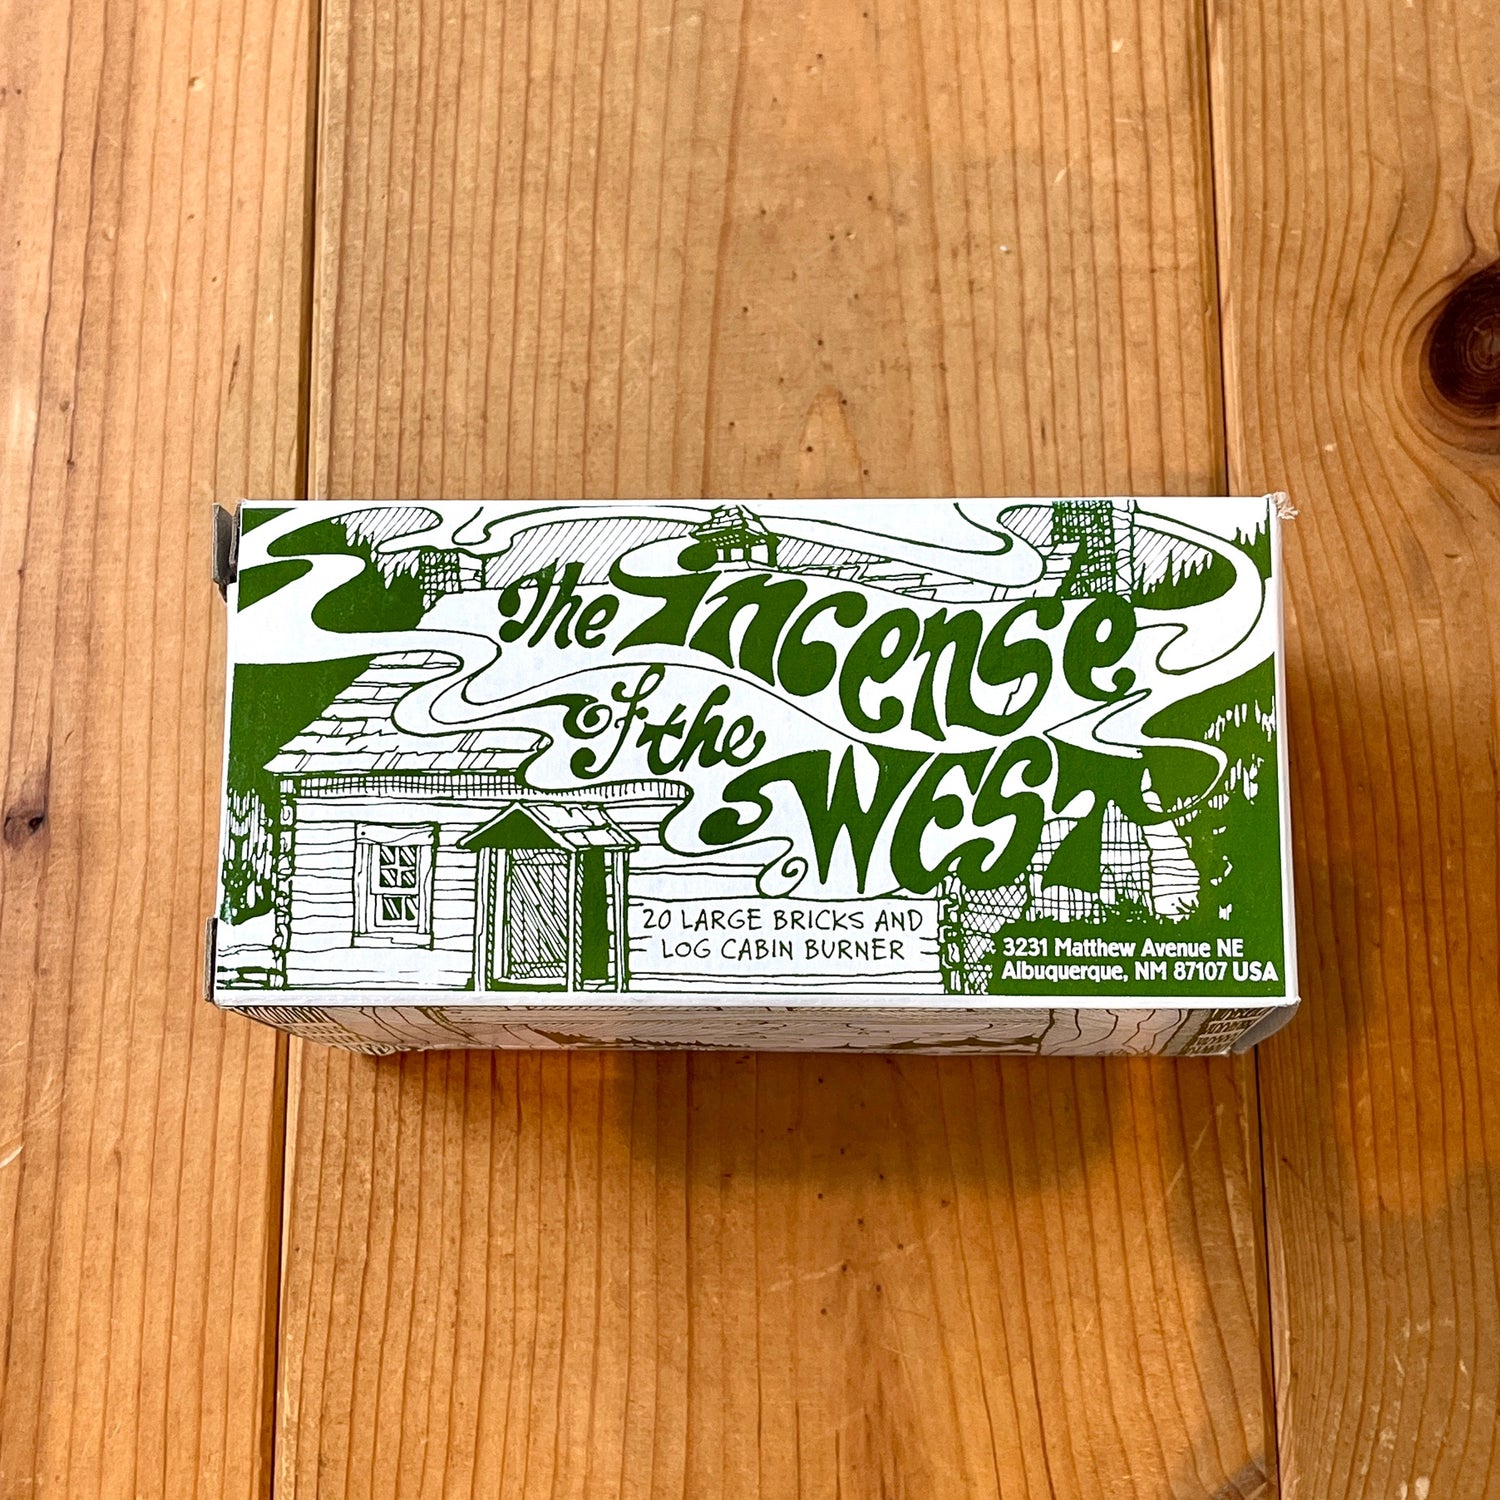 The incense
of the WEST
20 LARGE BRICKS AND
LOG CABIN BURNER
3231 Matthew Avenue NE
Albuquerque, NM 87107 USA